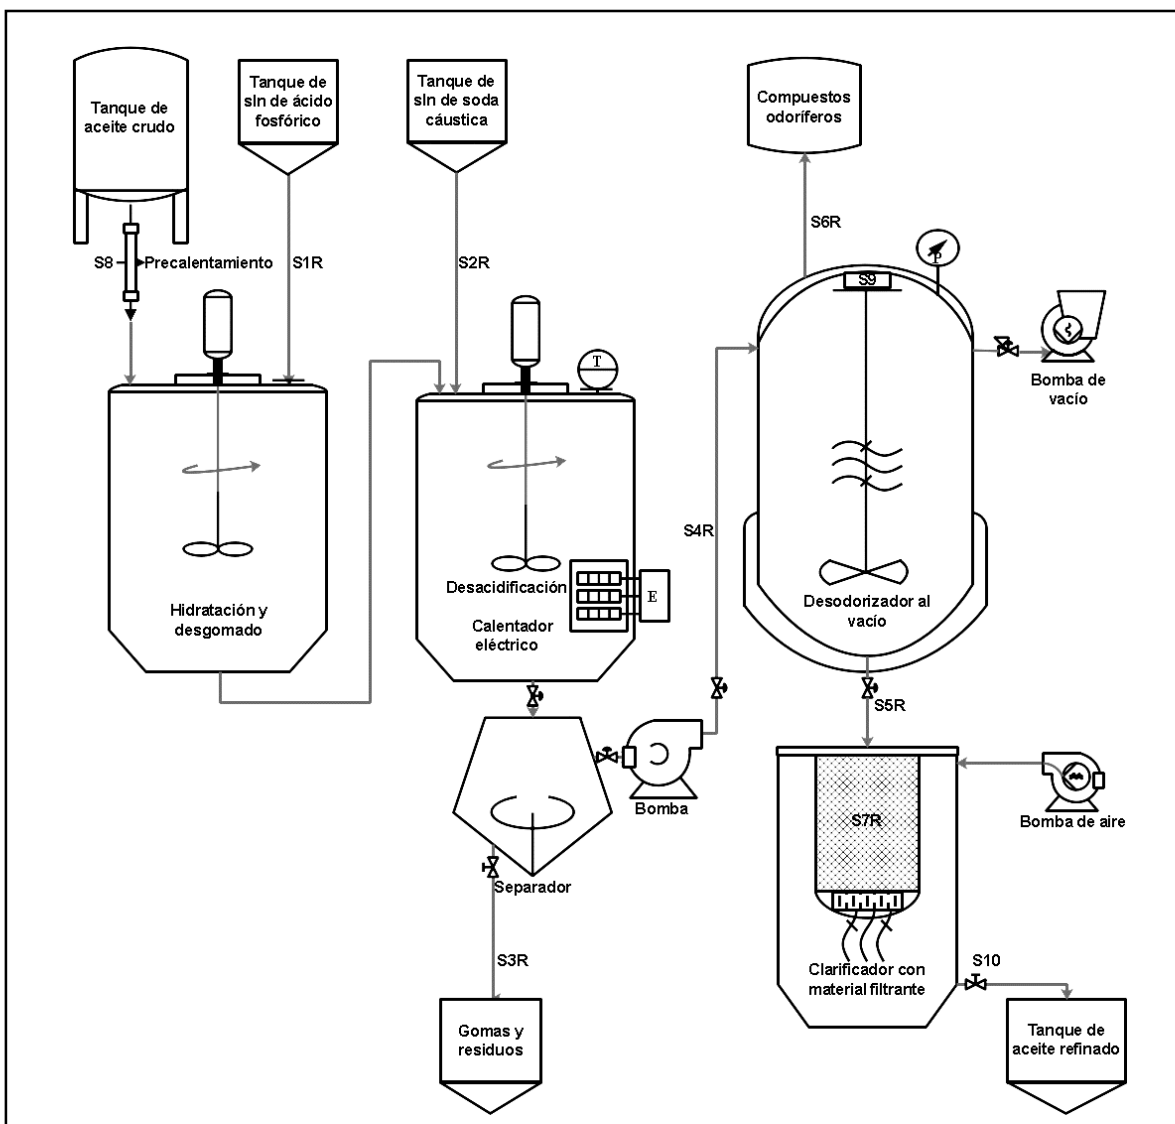 Tanque de
aceite crudo
Tanque de
sln de ácido
fosfórico
Tanque de
sln de soda
cáustica
Compuestos
odoríferos
S8
Precalentamiento
S1R
S2R
S6R
P
S9
T
Bomba de
vacío
S4R
Hidratación y
desgomado
Desacidificación
Calentador
eléctrico
E
Desodorizador al
vacío
S5R
Bomba
Bomba de aire
S7R
Separador
S3R
Clarificador con
material filtrante
S10
Gomas y
residuos
Tanque de
aceite refinado